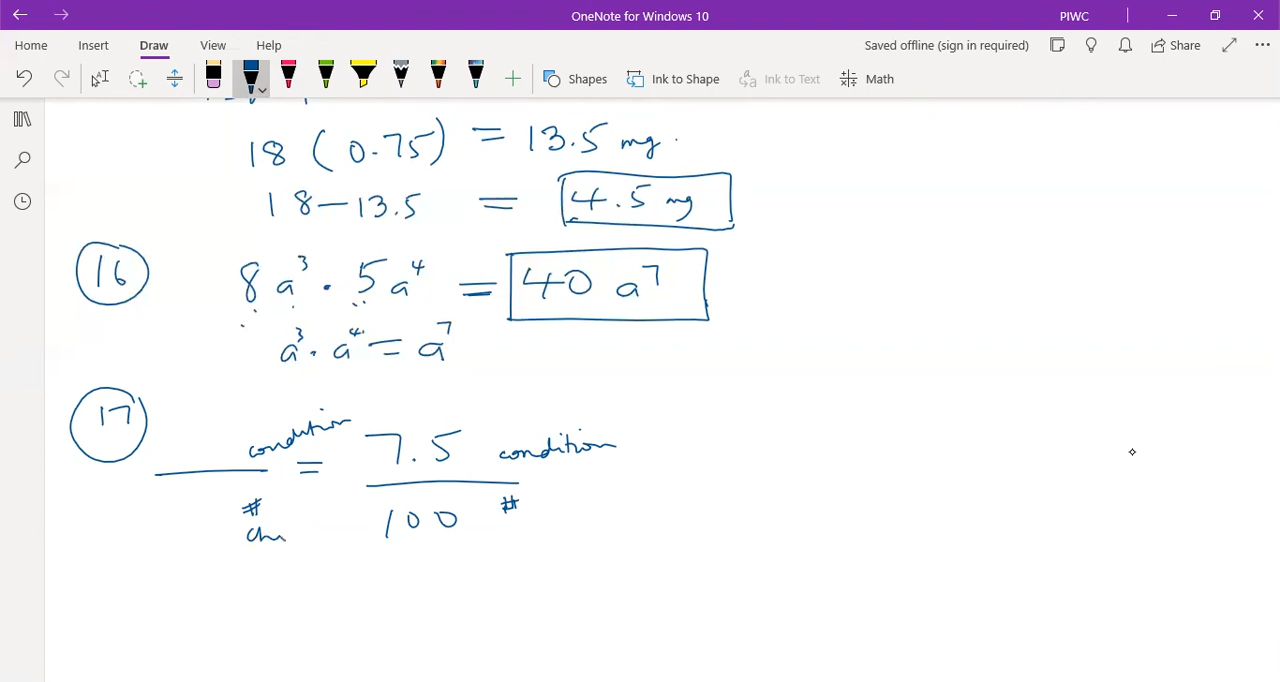 OneNote for Windows 10
PIWC
Home Insert Draw View Help
Saved offline (sign in required)
Share
Shapes
Ink to Shape
Ink to Text
Math
18 (0.75) = 13.5 mg.
18 - 13.5 = 4.5 mg
16 8a³ · 5a⁴ = 40 a⁷
a³ · a⁴ = a⁷
17
condition = 7.5 condition
# 100 #